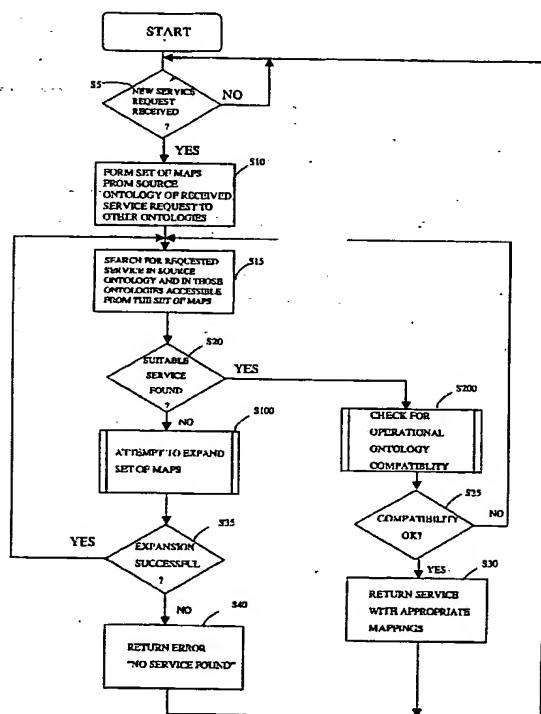 START
S5
NEW SERVICE
REQUEST
RECEIVED
?
NO
YES
S10
FORM SET OF MAPS
FROM SOURCE
ONTOLOGY OF RECEIVED
SERVICE REQUEST TO
OTHER ONTOLOGIES
S15
SEARCH FOR REQUESTED
SERVICE IN SOURCE
ONTOLOGY AND IN THOSE
ONTOLOGIES ACCESSIBLE
FROM THE SET OF MAPS
S20
SUITABLE
SERVICE
FOUND
?
YES
NO
S100
ATTEMPT TO EXPAND
SET OF MAPS
S200
CHECK FOR
OPERATIONAL
ONTOLOGY
COMPATIBLITY
S25
COMPATIBILITY
OK?
NO
YES
S35
EXPANSION
SUCCESSFUL
?
YES
NO
S30
RETURN SERVICE
WITH APPROPRIATE
MAPPINGS
S40
RETURN ERROR
"NO SERVICE FOUND"